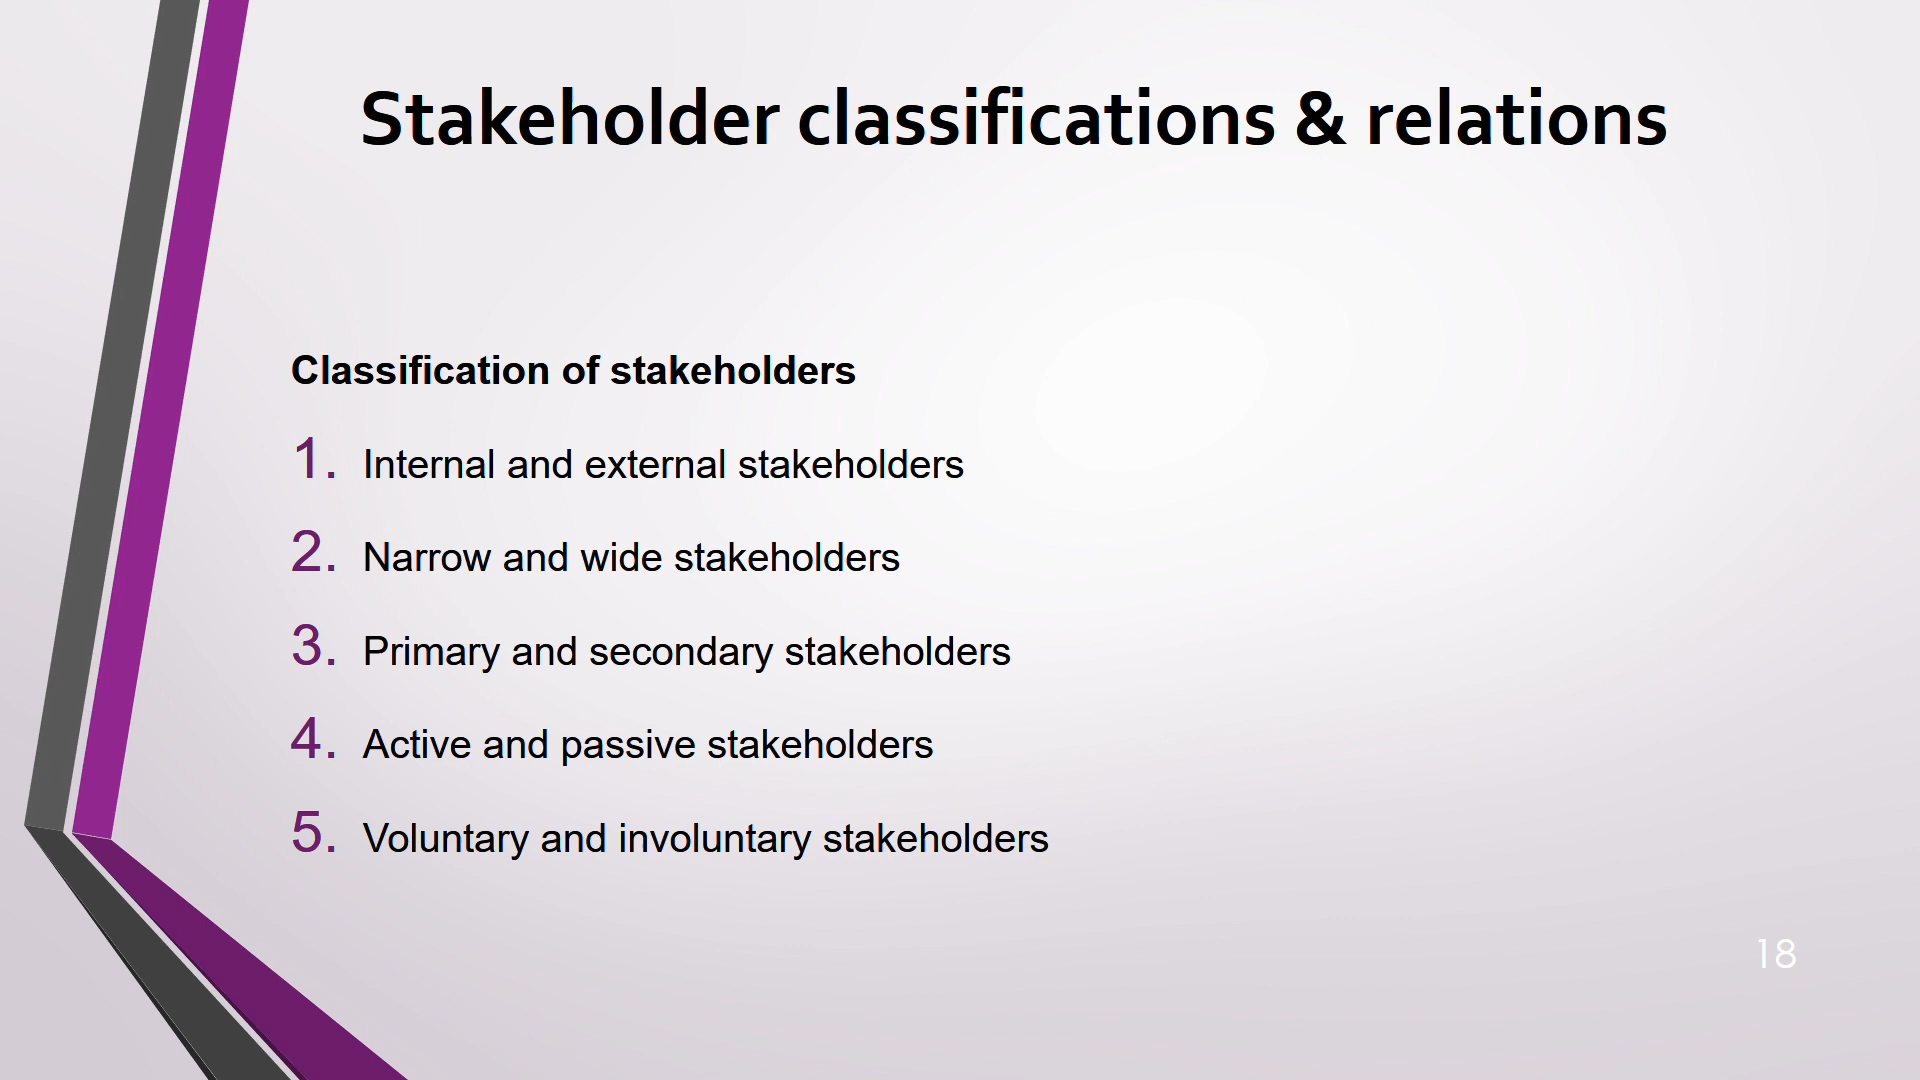 Stakeholder classifications & relations
Classification of stakeholders
1. Internal and external stakeholders
2. Narrow and wide stakeholders
3. Primary and secondary stakeholders
4. Active and passive stakeholders
5. Voluntary and involuntary stakeholders
18